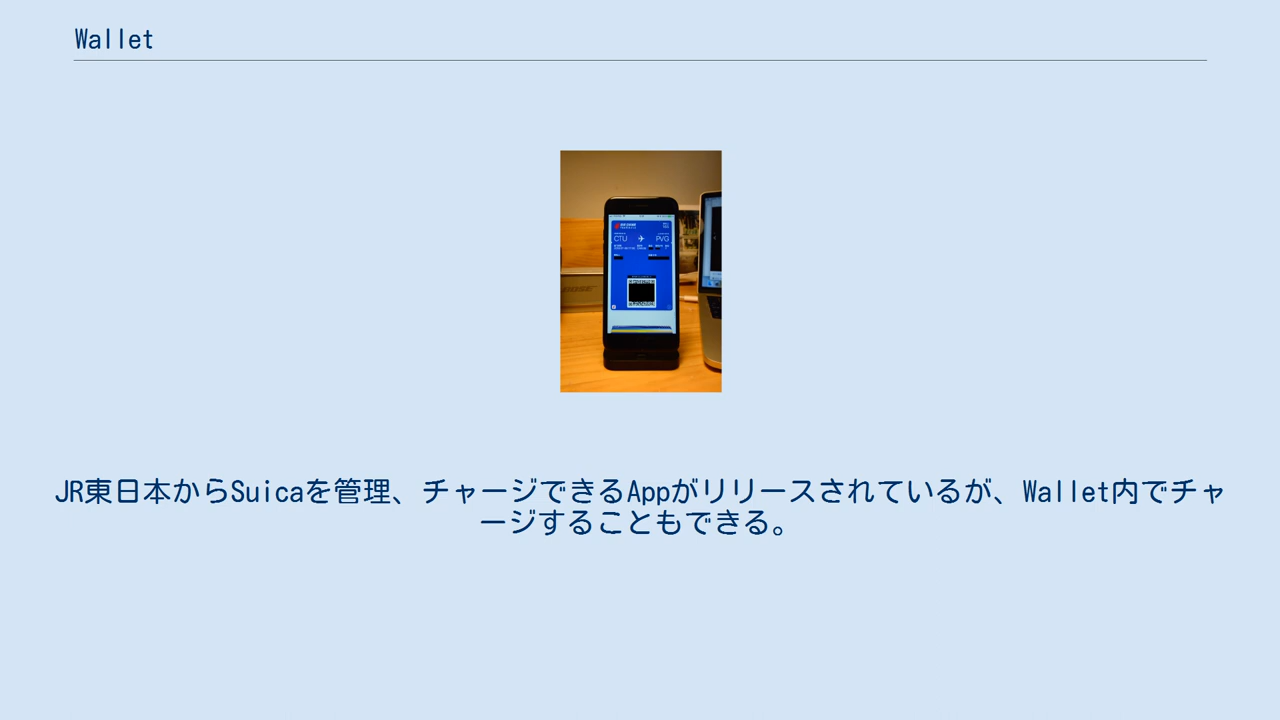 Wallet
CTU
PVG
BOSE
JR東日本からSuicaを管理、チャージできるAppがリリースされているが、Wallet内でチャ
ージすることもできる。